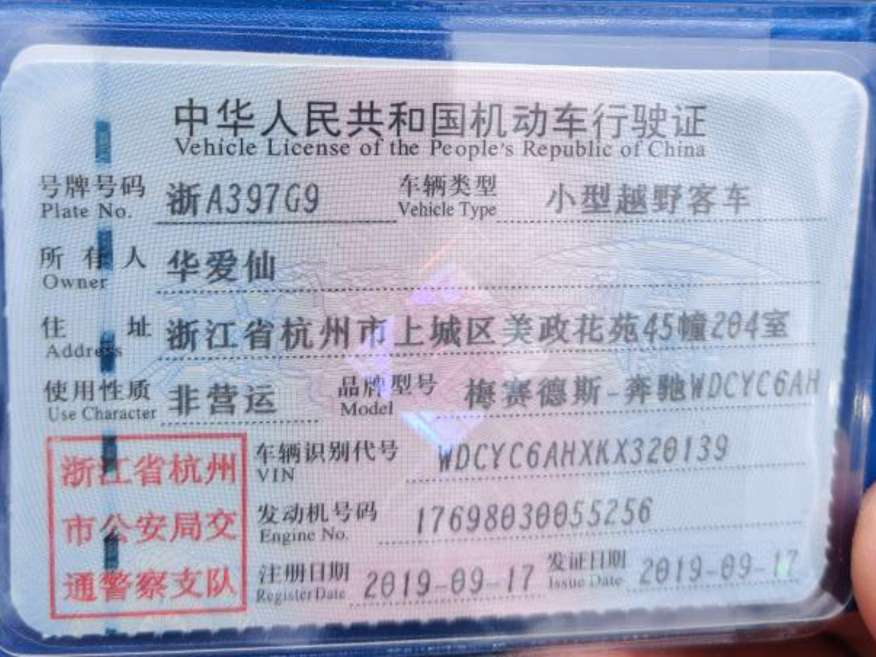 中华人民共和国机动车行驶证
Vehicle License of the People's Republic of China
号牌号码 浙A397G9 车辆类型 小型越野客车
Plate No. Vehicle Type
所有人 华爱仙
Owner
住址 浙江省杭州市上城区美政花苑45幢204室
Address
使用性质 非营运 品牌型号 梅赛德斯-奔驰WDCYC6AH
Use Character Model
浙江省杭州
市公安局交
通警察支队
车辆识别代号 WDCYC6AHXKX320139
VIN
发动机号码 17698030055256
Engine No.
注册日期 2019-09-17 发证日期 2019-09-17
Register Date Issue Date